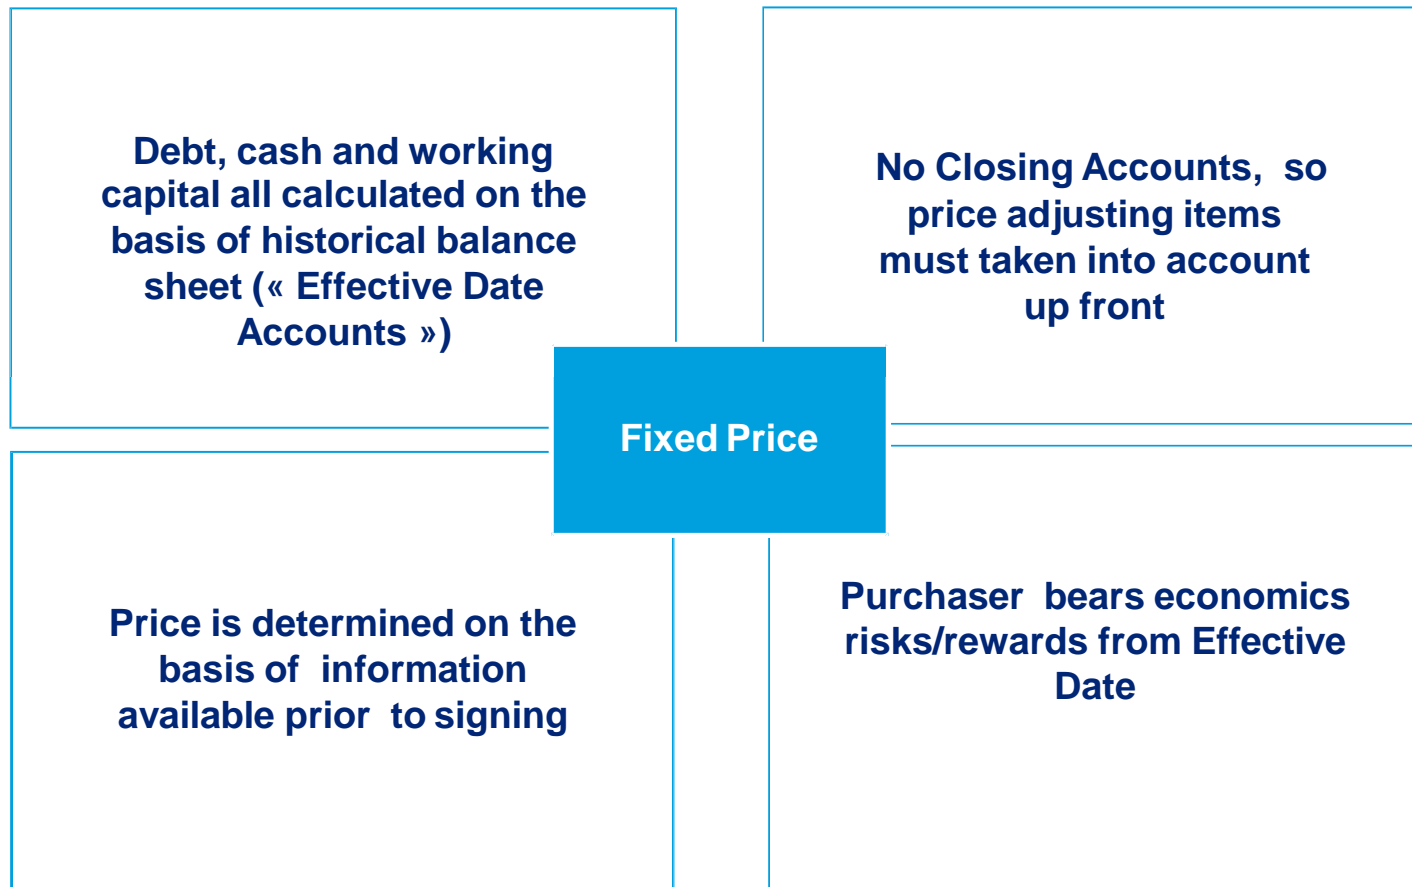 Debt, cash and working
capital all calculated on the
basis of historical balance
sheet (« Effective Date
Accounts »)
No Closing Accounts, so
price adjusting items
must taken into account
up front
Fixed Price
Price is determined on the
basis of information
available prior to signing
Purchaser bears economics
risks/rewards from Effective
Date